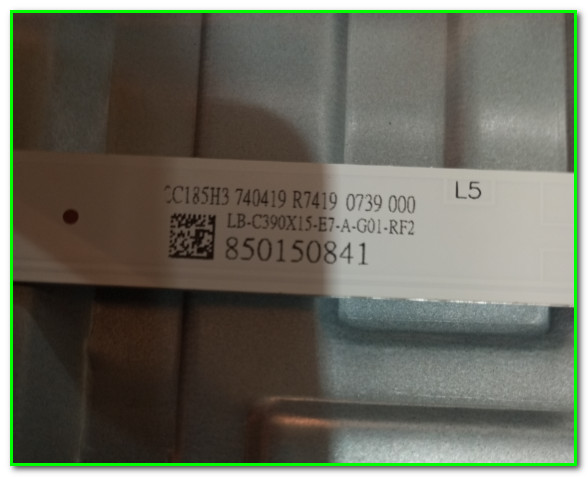 CC185H3 740419 R7419 0739 000
L5
LB-C390X15-E7-A-G01-RF2
850150841